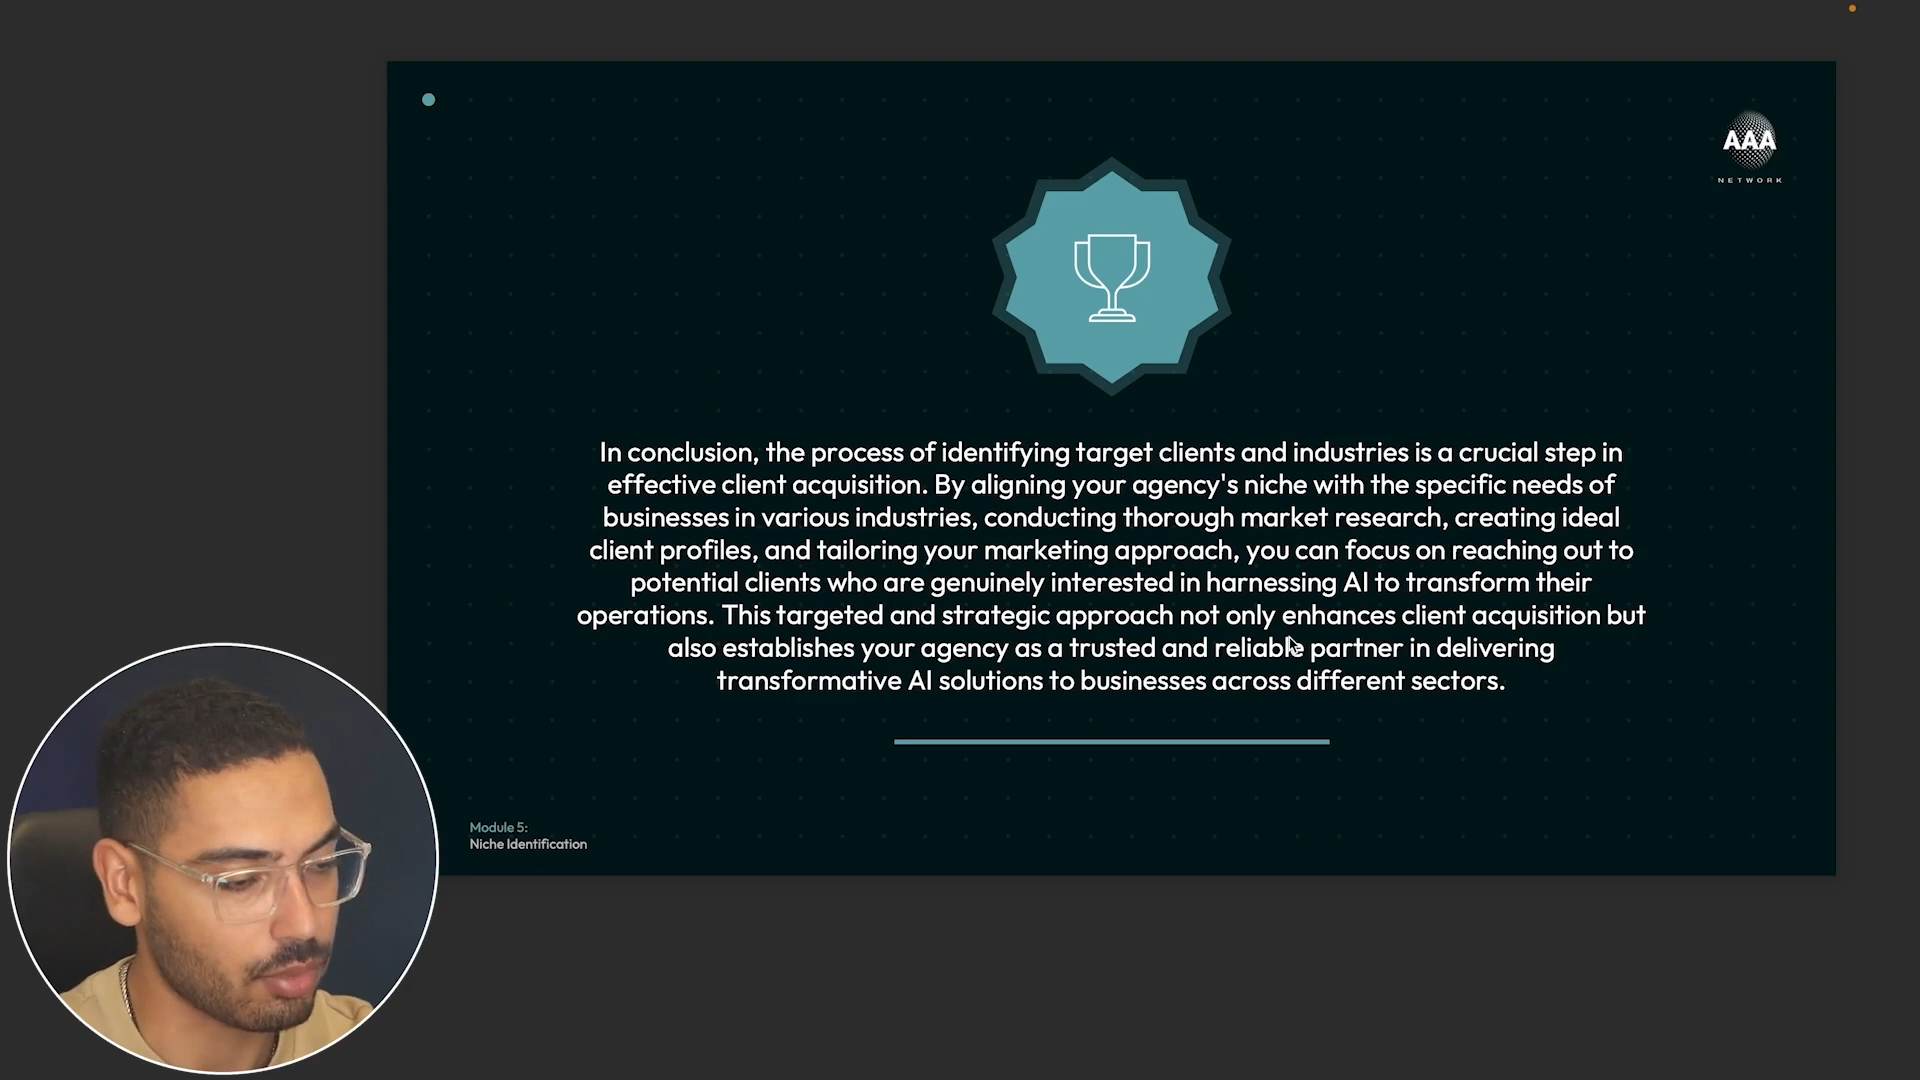 AAA
NETWORK
In conclusion, the process of identifying target clients and industries is a crucial step in
effective client acquisition. By aligning your agency's niche with the specific needs of
businesses in various industries, conducting thorough market research, creating ideal
client profiles, and tailoring your marketing approach, you can focus on reaching out to
potential clients who are genuinely interested in harnessing AI to transform their
operations. This targeted and strategic approach not only enhances client acquisition but
also establishes your agency as a trusted and reliable partner in delivering
transformative AI solutions to businesses across different sectors.
Module 5:
Niche Identification